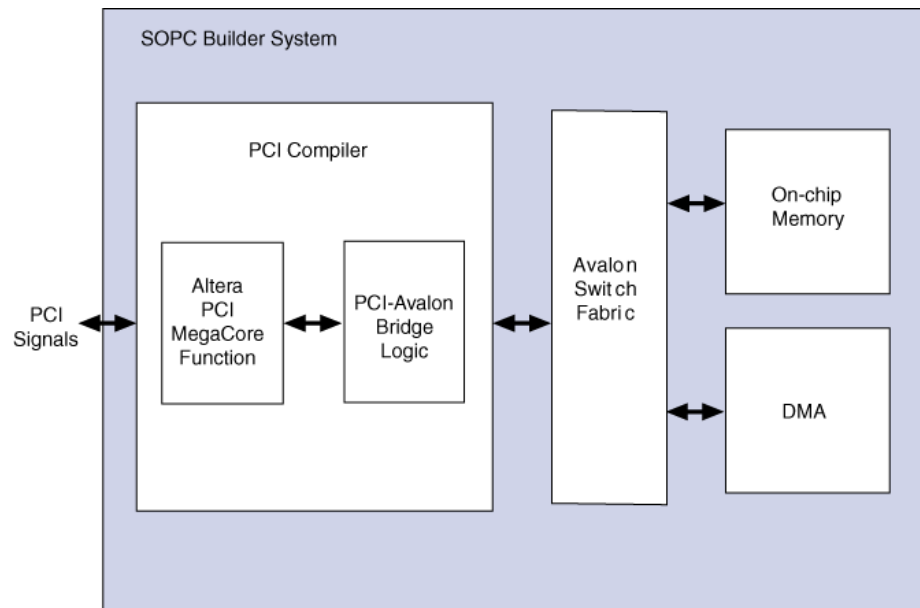 SOPC Builder System
PCI Compiler
Altera
PCI
MegaCore
Function
PCI-Avalon
Bridge
Logic
PCI
Signals
Avalon
Switch
Fabric
On-chip
Memory
DMA